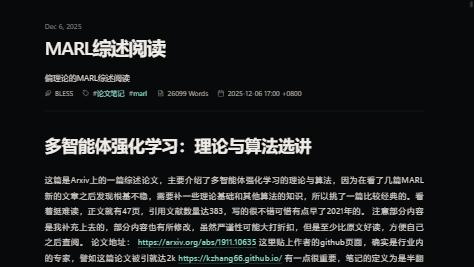 Dec 6, 2025
MARL综述阅读
偏理论的MARL综述阅读
BLESS #论文笔记 #marl 26099 Words 2025-12-06 17:00 +0800
多智能体强化学习：理论与算法选讲
这篇是Arxiv上的一篇综述论文，主要介绍了多智能体强化学习的理论与算法，因为在看了几篇MARL
新的文章之后发现根基不稳，需要补一些理论基础和其他算法的知识，所以挑了一篇比较经典的。看
着挺难读，正文就有47页，引用文献数量达383，写的很不错可惜有点早了2021年的。 注意部分内容
是我补充上去的，部分内容也有所修改，虽然严谨性可能大打折扣，但是至少比原文好读，方便自己
之后查阅。 论文地址： https://arxiv.org/abs/1911.10635 这里贴上作者的github页面，确实是行业内
的专家，譬如这篇论文被引就达2k https://kzhang66.github.io/ 有一点很重要，笔记的定义为是半翻